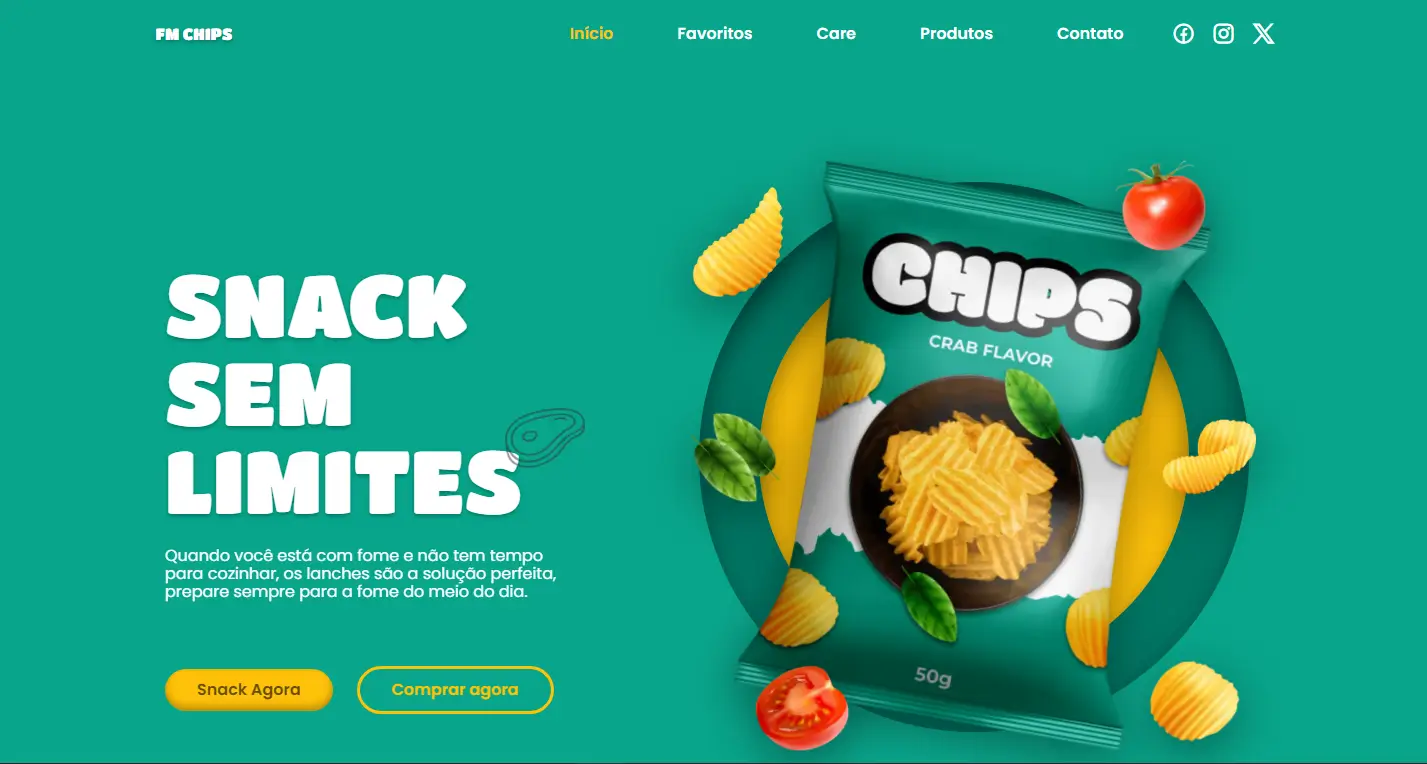 FM CHIPS
Início
Favoritos
Care
Produtos
Contato
SNACK
SEM
LIMITES
Quando você está com fome e não tem tempo
para cozinhar, os lanches são a solução perfeita,
prepare sempre para a fome do meio do dia.
Snack Agora
Comprar agora
CHIPS
CRAB FLAVOR
50g